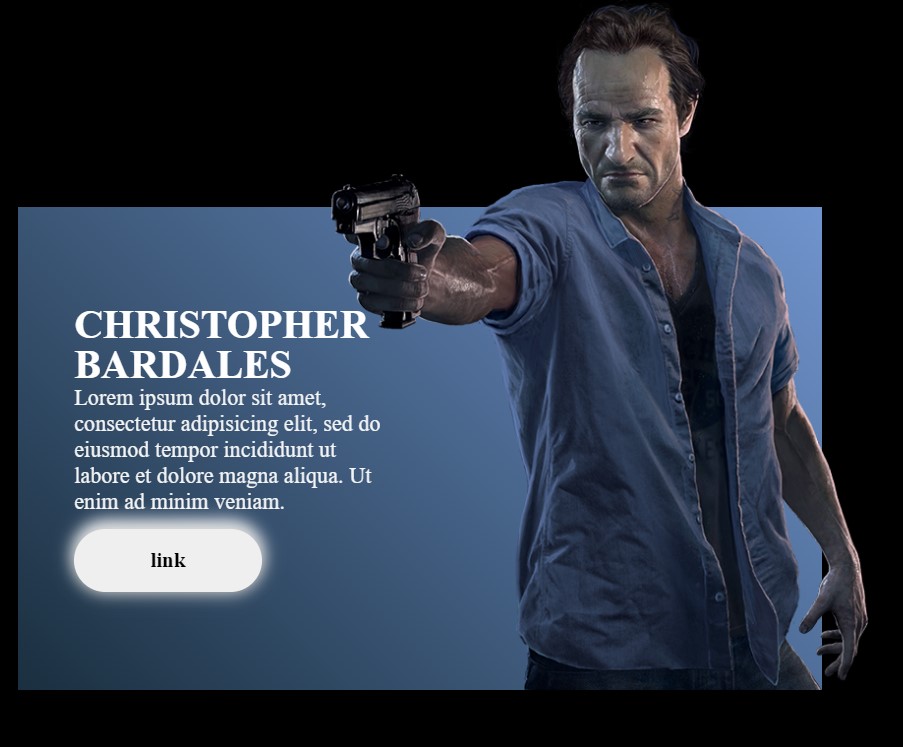 CHRISTOPHER
BARDALES
Lorem ipsum dolor sit amet,
consectetur adipisicing elit, sed do
eiusmod tempor incididunt ut
labore et dolore magna aliqua. Ut
enim ad minim veniam.
link